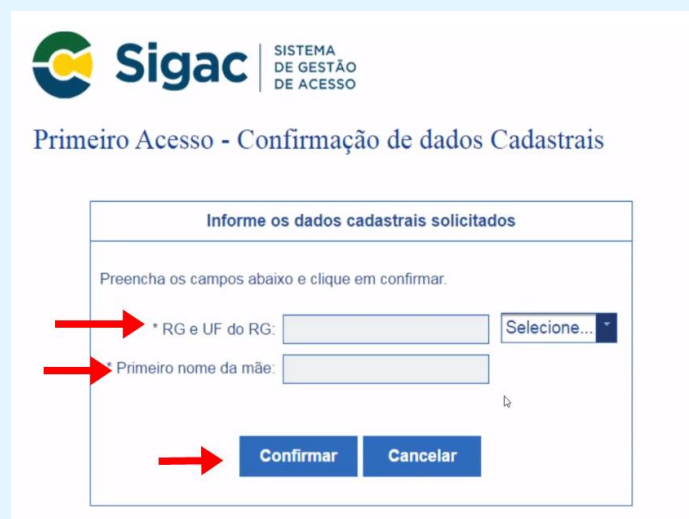 Sigac
SISTEMA
DE GESTÃO
DE ACESSO
Primeiro Acesso - Confirmação de dados Cadastrais
Informe os dados cadastrais solicitados
Preencha os campos abaixo e clique em confirmar.
* RG e UF do RG: Selecione...
* Primeiro nome da mãe:
Confirmar Cancelar